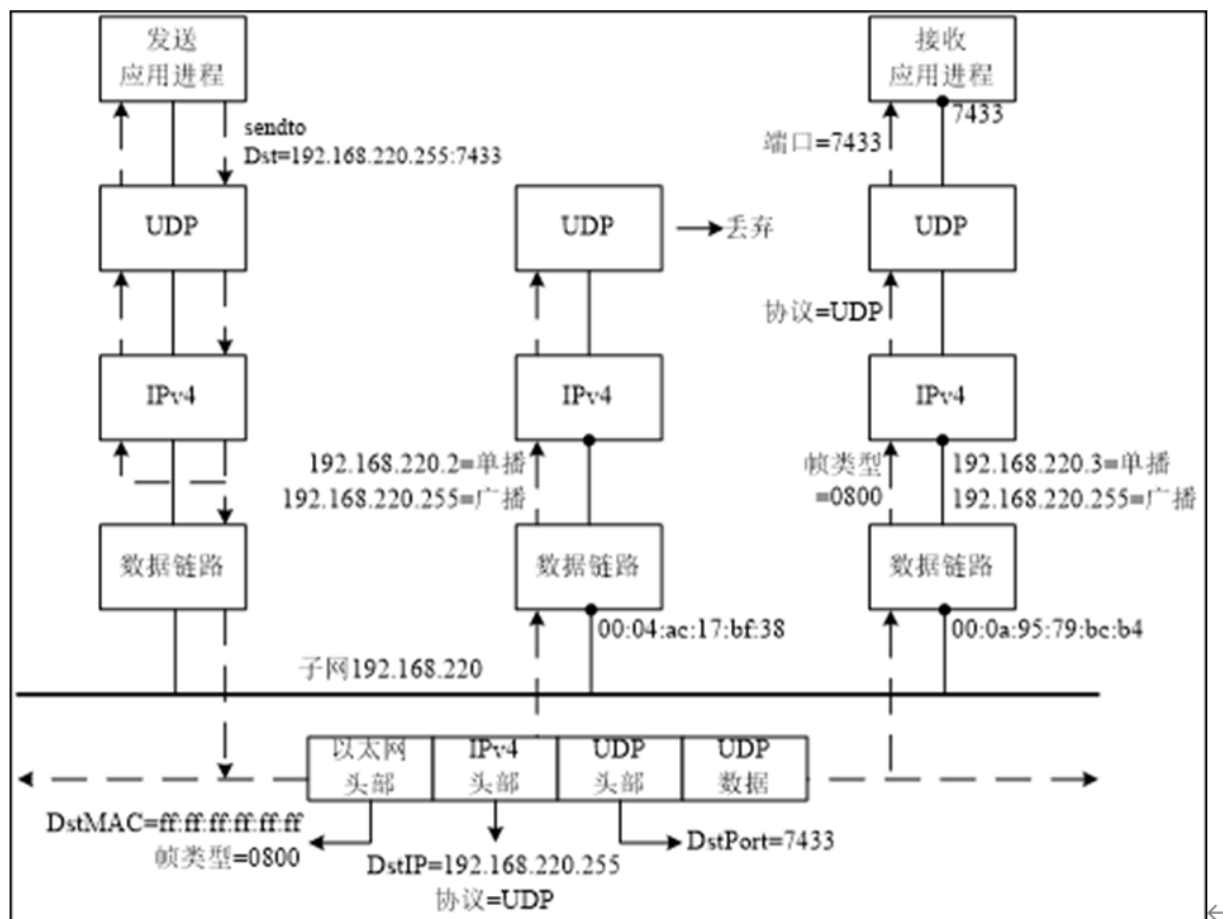 发送
应用进程
接收
应用进程
sendto
Dst=192.168.220.255:7433
7433
端口=7433
UDP
UDP
丢弃
UDP
协议=UDP
IPv4
IPv4
IPv4
192.168.220.2=单播
192.168.220.255=广播
帧类型
=0800
192.168.220.3=单播
192.168.220.255=广播
数据链路
数据链路
数据链路
00:04:ac:17:bf:38
00:0a:95:79:bc:b4
子网192.168.220
以太网
头部
IPv4
头部
UDP
头部
UDP
数据
DstMAC=ff:ff:ff:ff:ff:ff
帧类型=0800
DstIP=192.168.220.255
协议=UDP
DstPort=7433